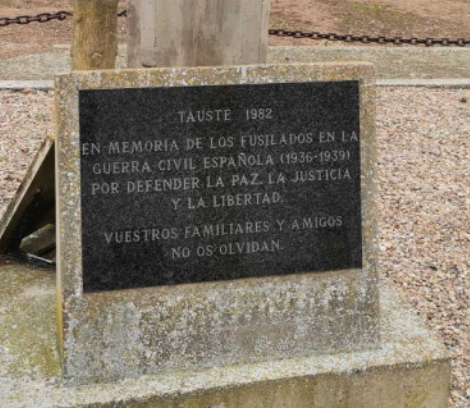 TAUSTE 1982
EN MEMORIA DE LOS FUSILADOS EN LA
GUERRA CIVIL ESPAÑOLA (1936-1939)
POR DEFENDER LA PAZ, LA JUSTICIA
Y LA LIBERTAD.
VUESTROS FAMILIARES Y AMIGOS
NO OS OLVIDAN.